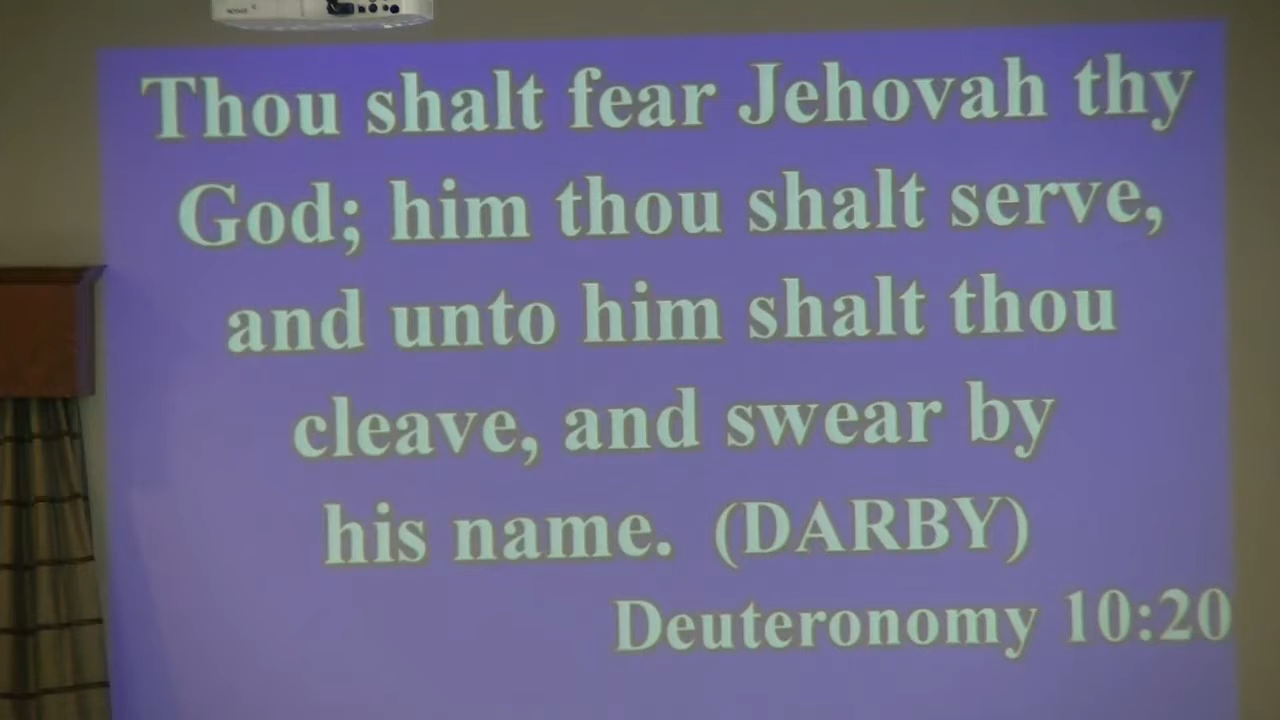 Thou shalt fear Jehovah thy
God; him thou shalt serve,
and unto him shalt thou
cleave, and swear by
his name. (DARBY)
Deuteronomy 10:20